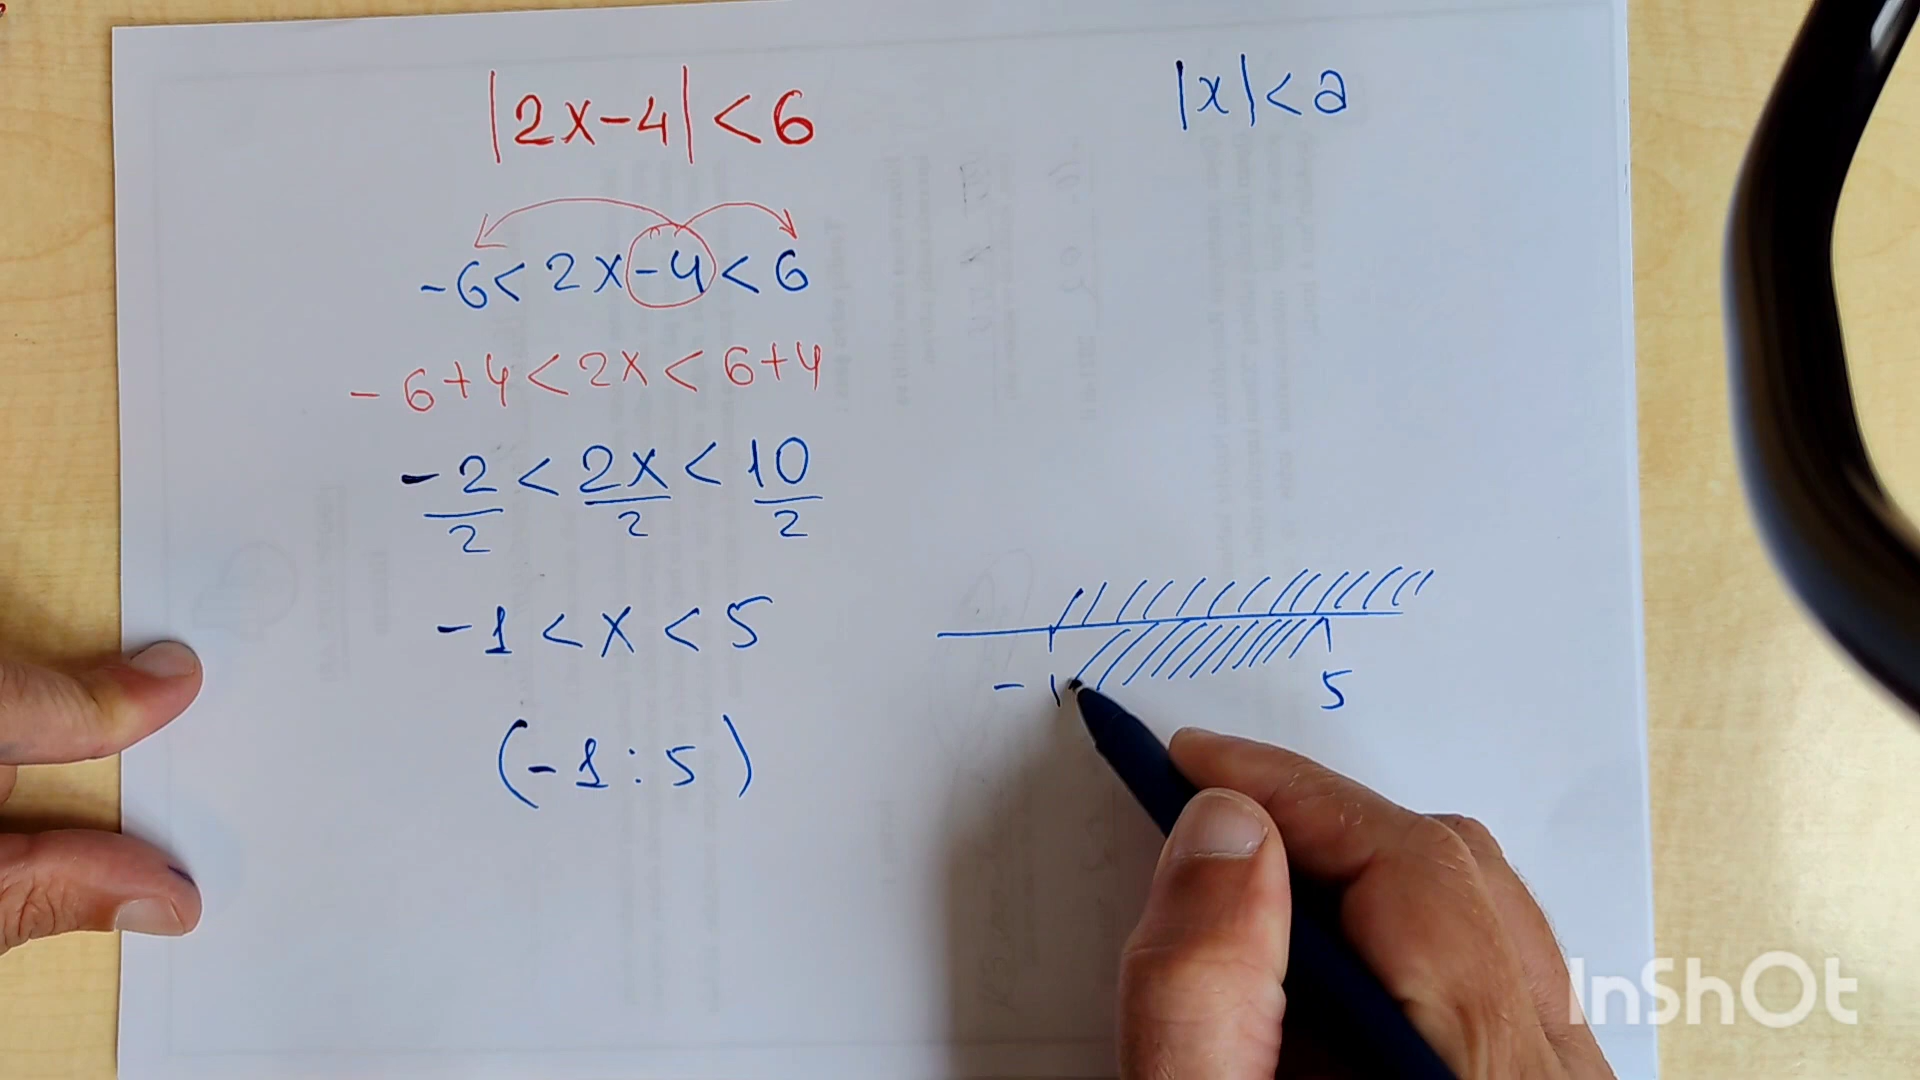 |2x-4|<6
|x|<a
-6<2x-4<6
-6+4<2x<6+4
-2/2<2x/2<10/2
-1<x<5
-1 5
(-1:5)
InShOt